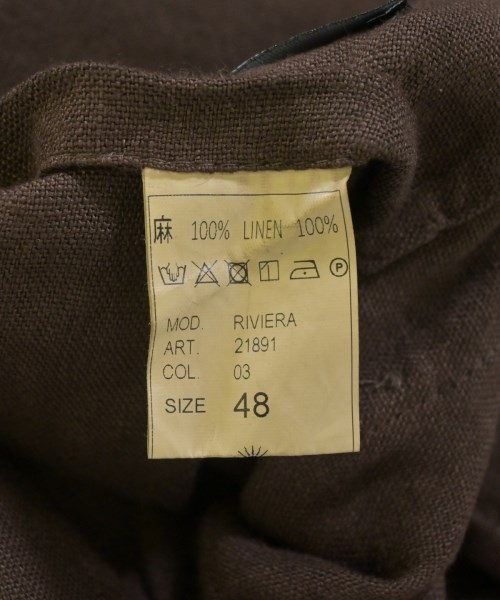 麻 100% LINEN 100%
P
MOD. RIVIERA
ART. 21891
COL. 03
SIZE 48